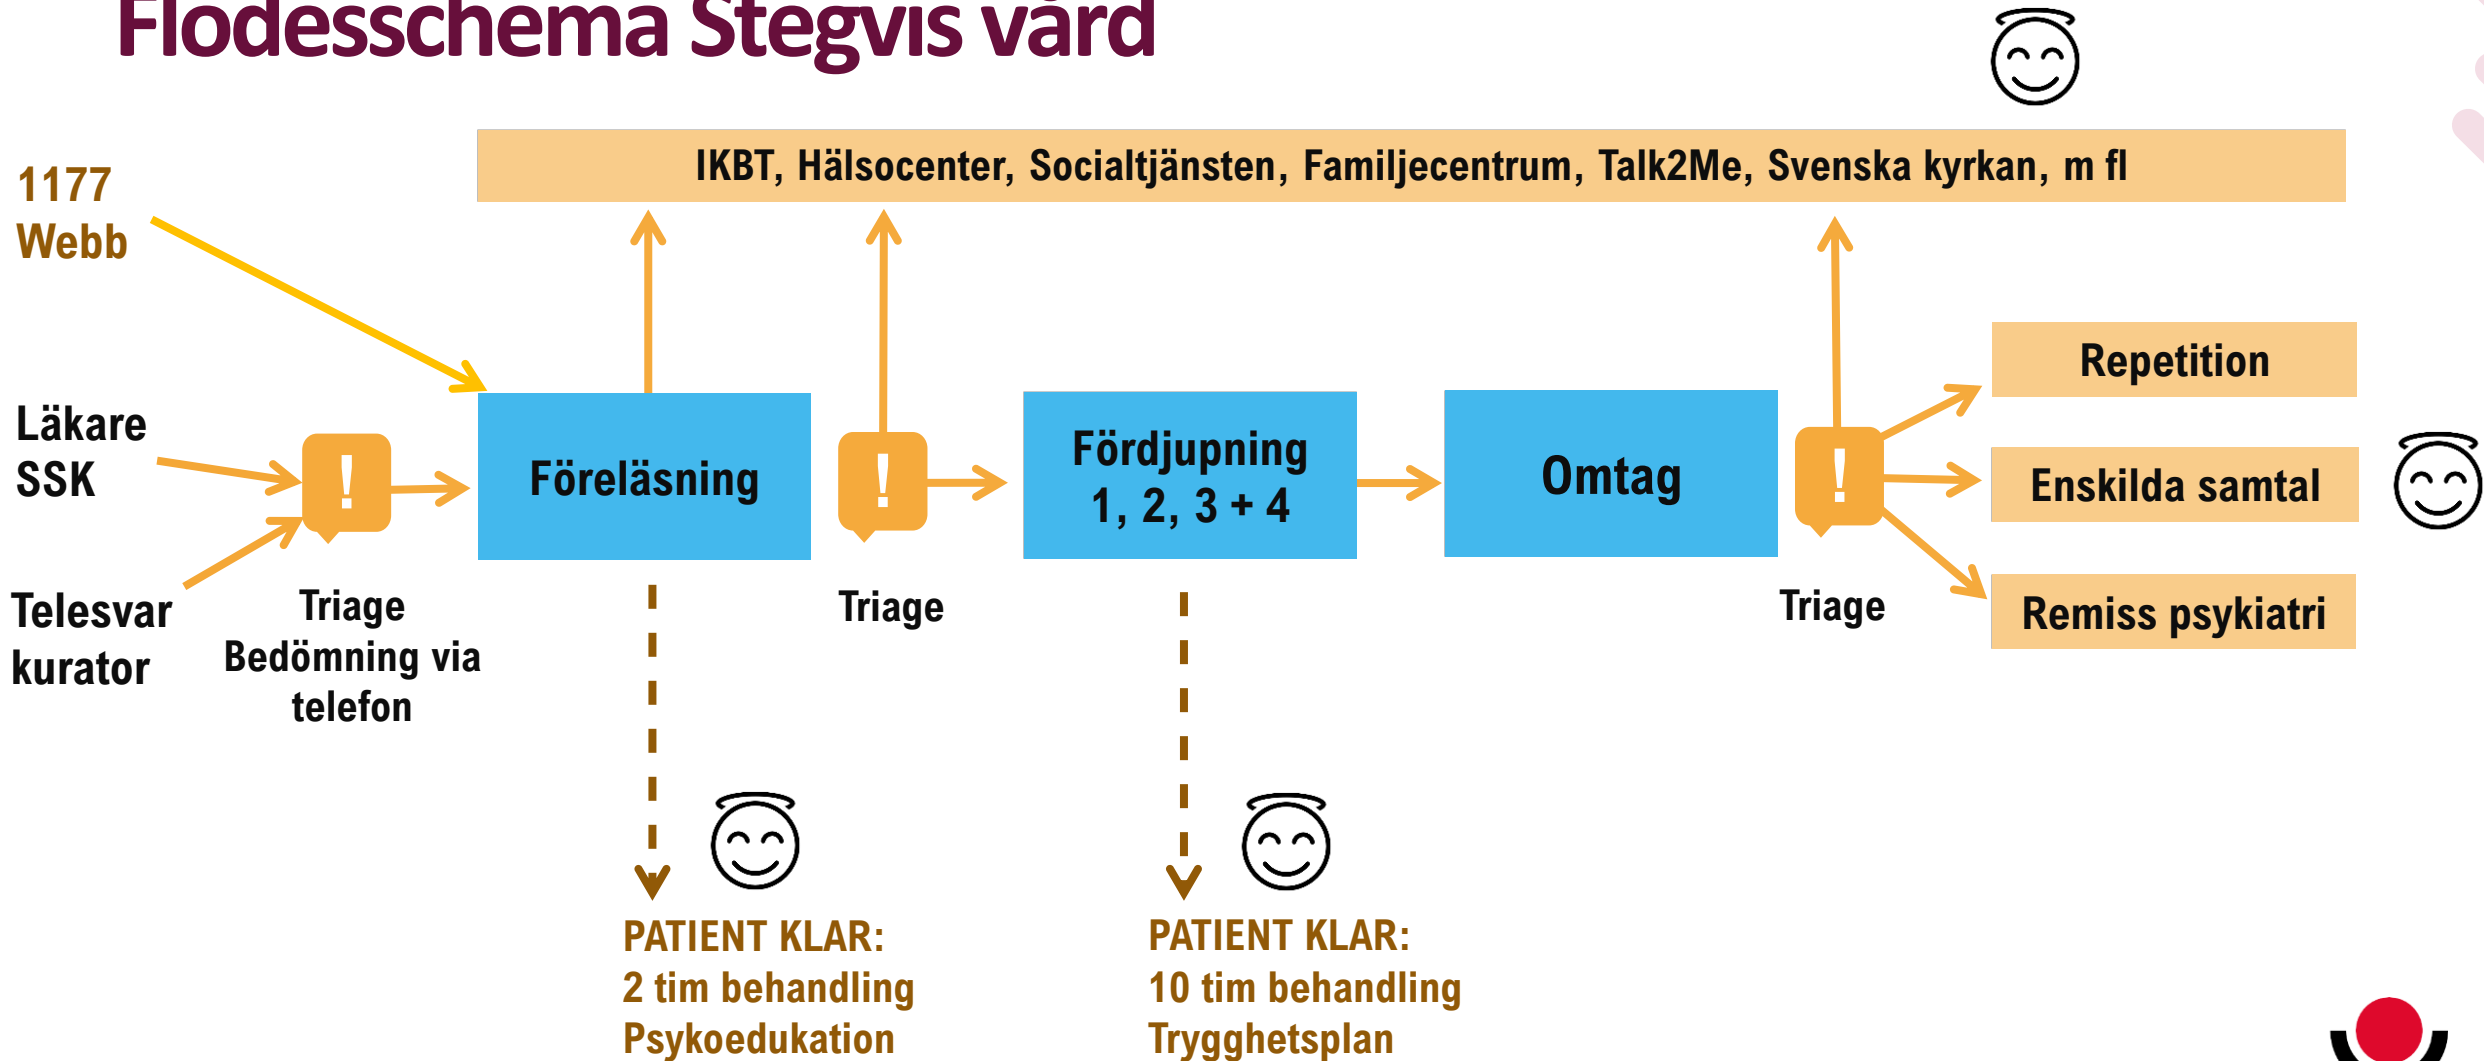 Flödesschema Stegvis vård
IKBT, Hälsocenter, Socialtjänsten, Familjecentrum, Talk2Me, Svenska kyrkan, m fl
1177
Webb
Läkare
SSK
Telesvar
kurator
!
Triage
Bedömning via
telefon
Föreläsning
!
Triage
Fördjupning
1, 2, 3 + 4
Omtag
!
Triage
Repetition
Enskilda samtal
Remiss psykiatri
PATIENT KLAR:
2 tim behandling
Psykoedukation
PATIENT KLAR:
10 tim behandling
Trygghetsplan